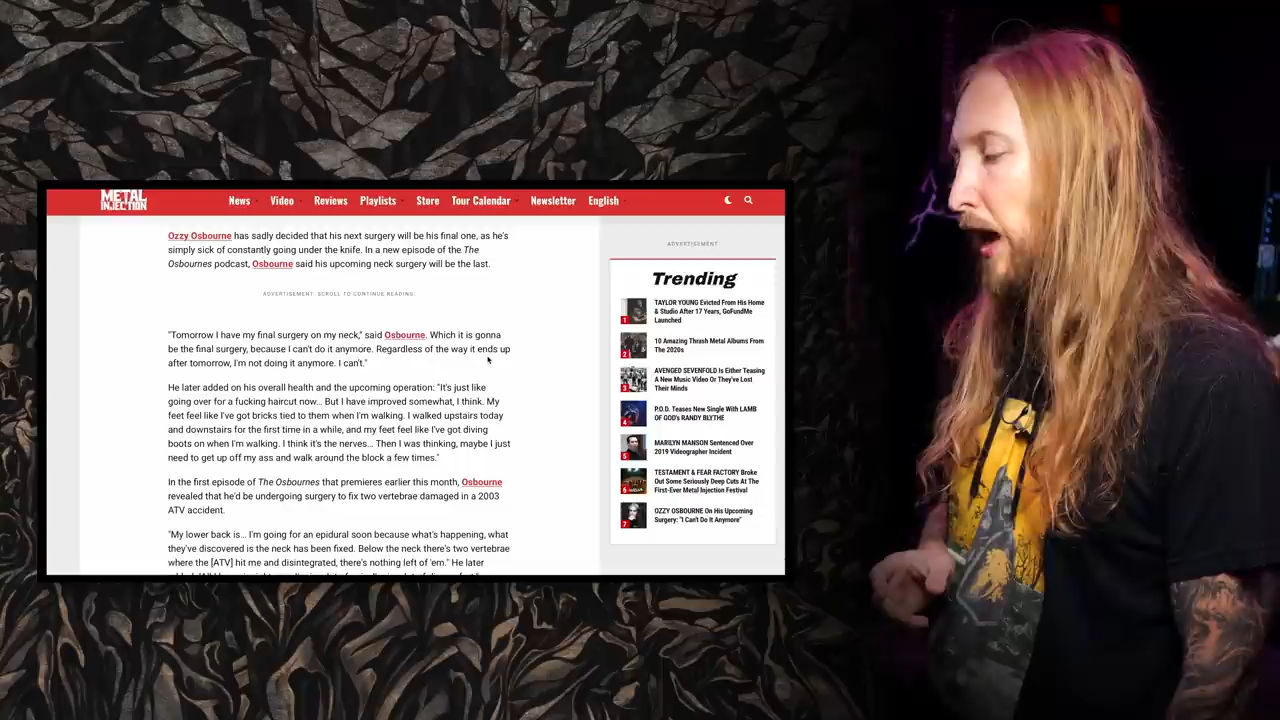 METAL
INJECTION
News
Video
Reviews
Playlists
Store
Tour Calendar
Newsletter
English
Ozzy Osbourne has sadly decided that his next surgery will be his final one, as he's
simply sick of constantly going under the knife. In a new episode of the The
Osbournes podcast, Osbourne said his upcoming neck surgery will be the last.
ADVERTISEMENT. SCROLL TO CONTINUE READING.
"Tomorrow I have my final surgery on my neck," said Osbourne. Which it is gonna
be the final surgery, because I can't do it anymore. Regardless of the way it ends up
after tomorrow, I'm not doing it anymore. I can't."
He later added on his overall health and the upcoming operation: "It's just like
going over for a fucking haircut now... But I have improved somewhat, I think. My
feet feel like I've got bricks tied to them when I'm walking. I walked upstairs today
and downstairs for the first time in a while, and my feet feel like I've got diving
boots on when I'm walking. I think it's the nerves... Then I was thinking, maybe I just
need to get up off my ass and walk around the block a few times."
In the first episode of The Osbournes that premieres earlier this month, Osbourne
revealed that he'd be undergoing surgery to fix two vertebrae damaged in a 2003
ATV accident.
"My lower back is... I'm going for an epidural soon because what's happening, what
they've discovered is the neck has been fixed. Below the neck there's two vertebrae
where the [ATV] hit me and disintegrated, there's nothing left of 'em." He later
ADVERTISEMENT
Trending
1
TAYLOR YOUNG Evicted From His Home
& Studio After 17 Years, GoFundMe
Launched
2
10 Amazing Thrash Metal Albums From
The 2020s
3
AVENGED SEVENFOLD Is Either Teasing
A New Music Video Or They've Lost
Their Minds
4
P.O.D. Teases New Single With LAMB
OF GOD's RANDY BLYTHE
5
MARILYN MANSON Sentenced Over
2019 Videographer Incident
6
TESTAMENT & FEAR FACTORY Broke
Out Some Seriously Deep Cuts At The
First-Ever Metal Injection Festival
7
OZZY OSBOURNE On His Upcoming
Surgery: "I Can't Do It Anymore"